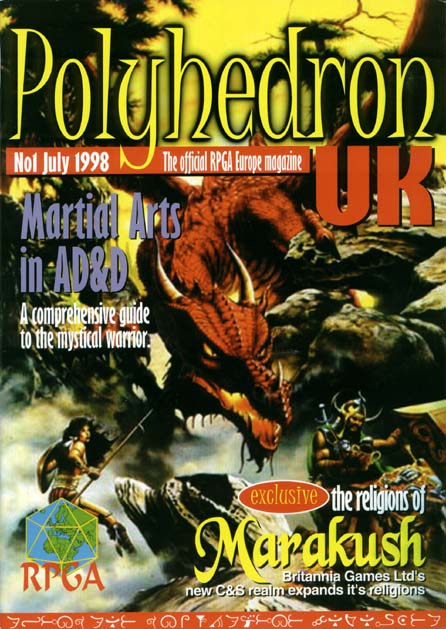 Polyhedron
UK
No1 July 1998
The official RPGA Europe magazine
Martial Arts
in AD&D
A comprehensive guide
to the mystical warrior.
exclusive the religions of
Marakush
Britannia Games Ltd's
new C&S realm expands it's religions
RPGA